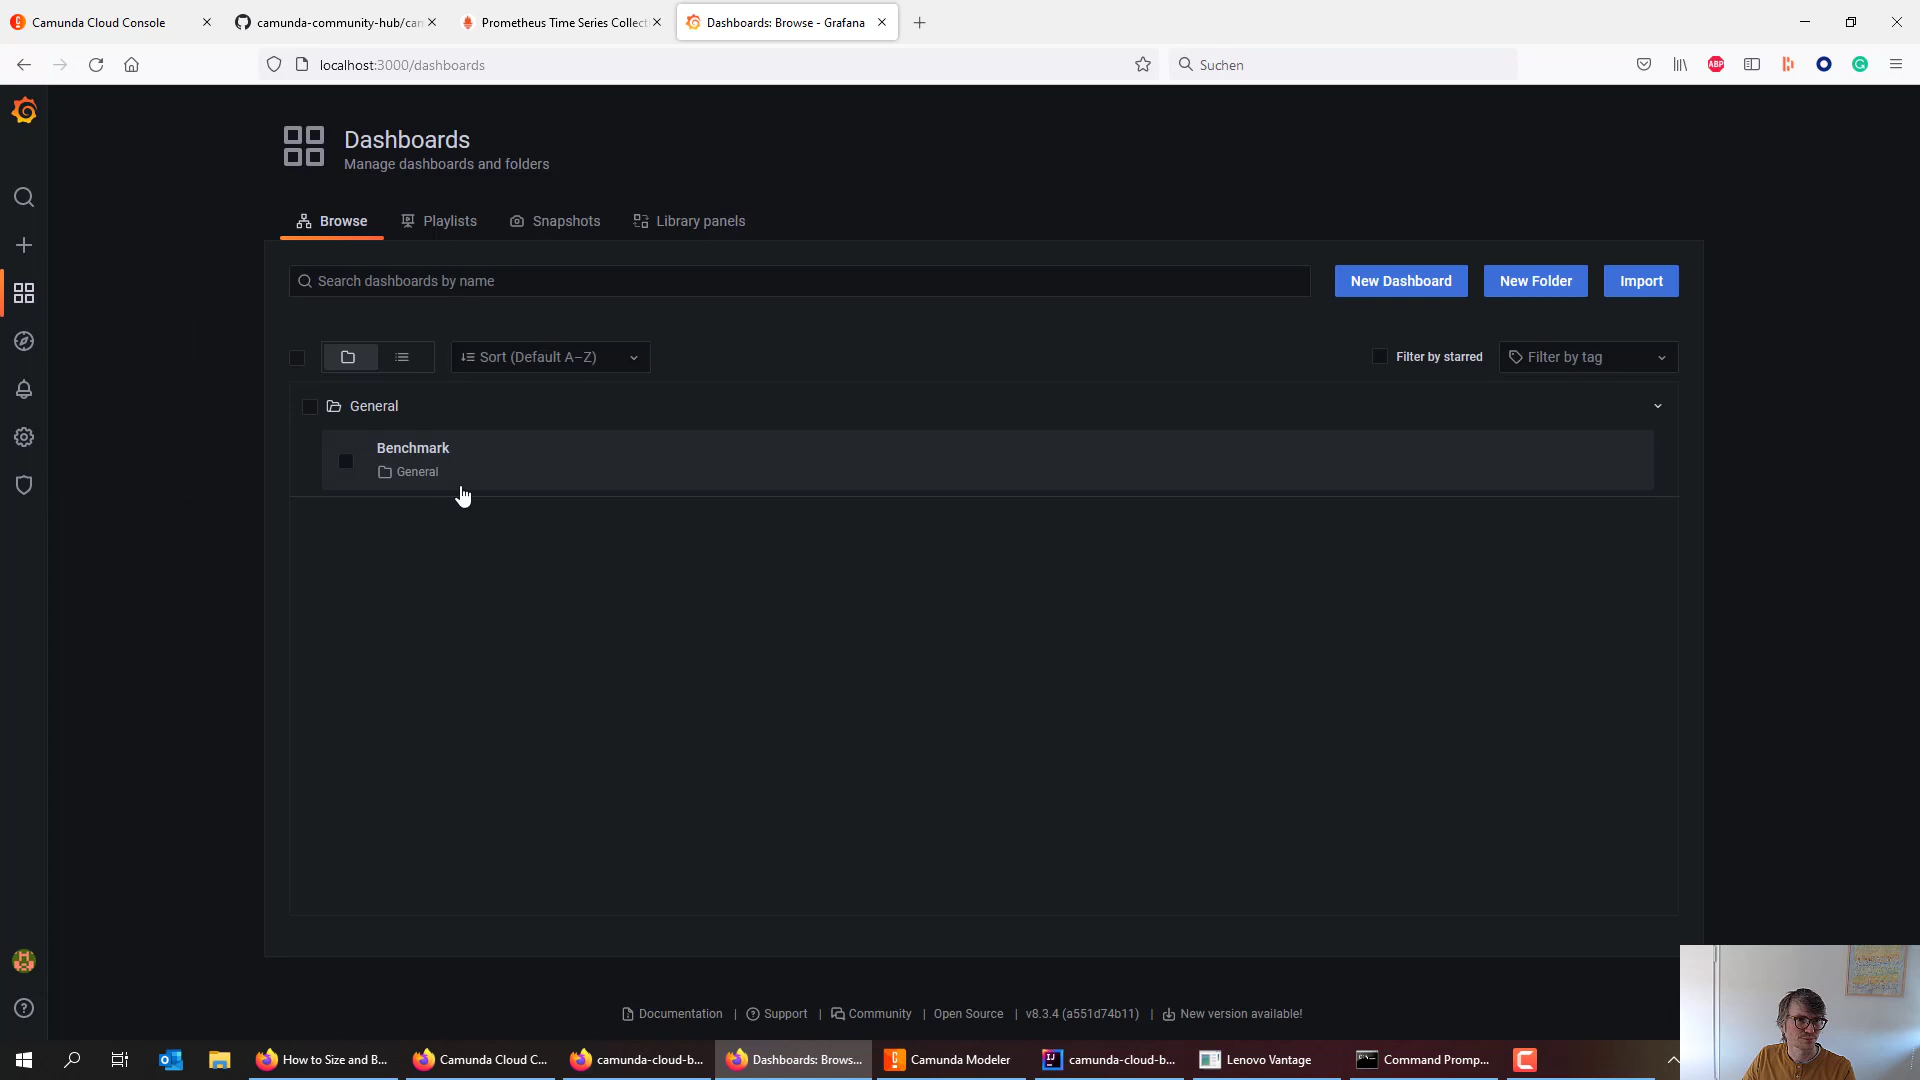 Camunda Cloud Console
camunda-community-hub/can
Prometheus Time Series Collecti
Dashboards: Browse - Grafana
localhost:3000/dashboards
Suchen
ABP
Dashboards
Manage dashboards and folders
Browse
Playlists
Snapshots
Library panels
Search dashboards by name
New Dashboard
New Folder
Import
Sort (Default A–Z)
Filter by starred
Filter by tag
General
Benchmark
General
Documentation | Support | Community | Open Source | v8.3.4 (a551d74b11) | New version available!
How to Size and B...
Camunda Cloud C...
camunda-cloud-b...
Dashboards: Brows...
Camunda Modeler
camunda-cloud-b...
Lenovo Vantage
Command Promp...